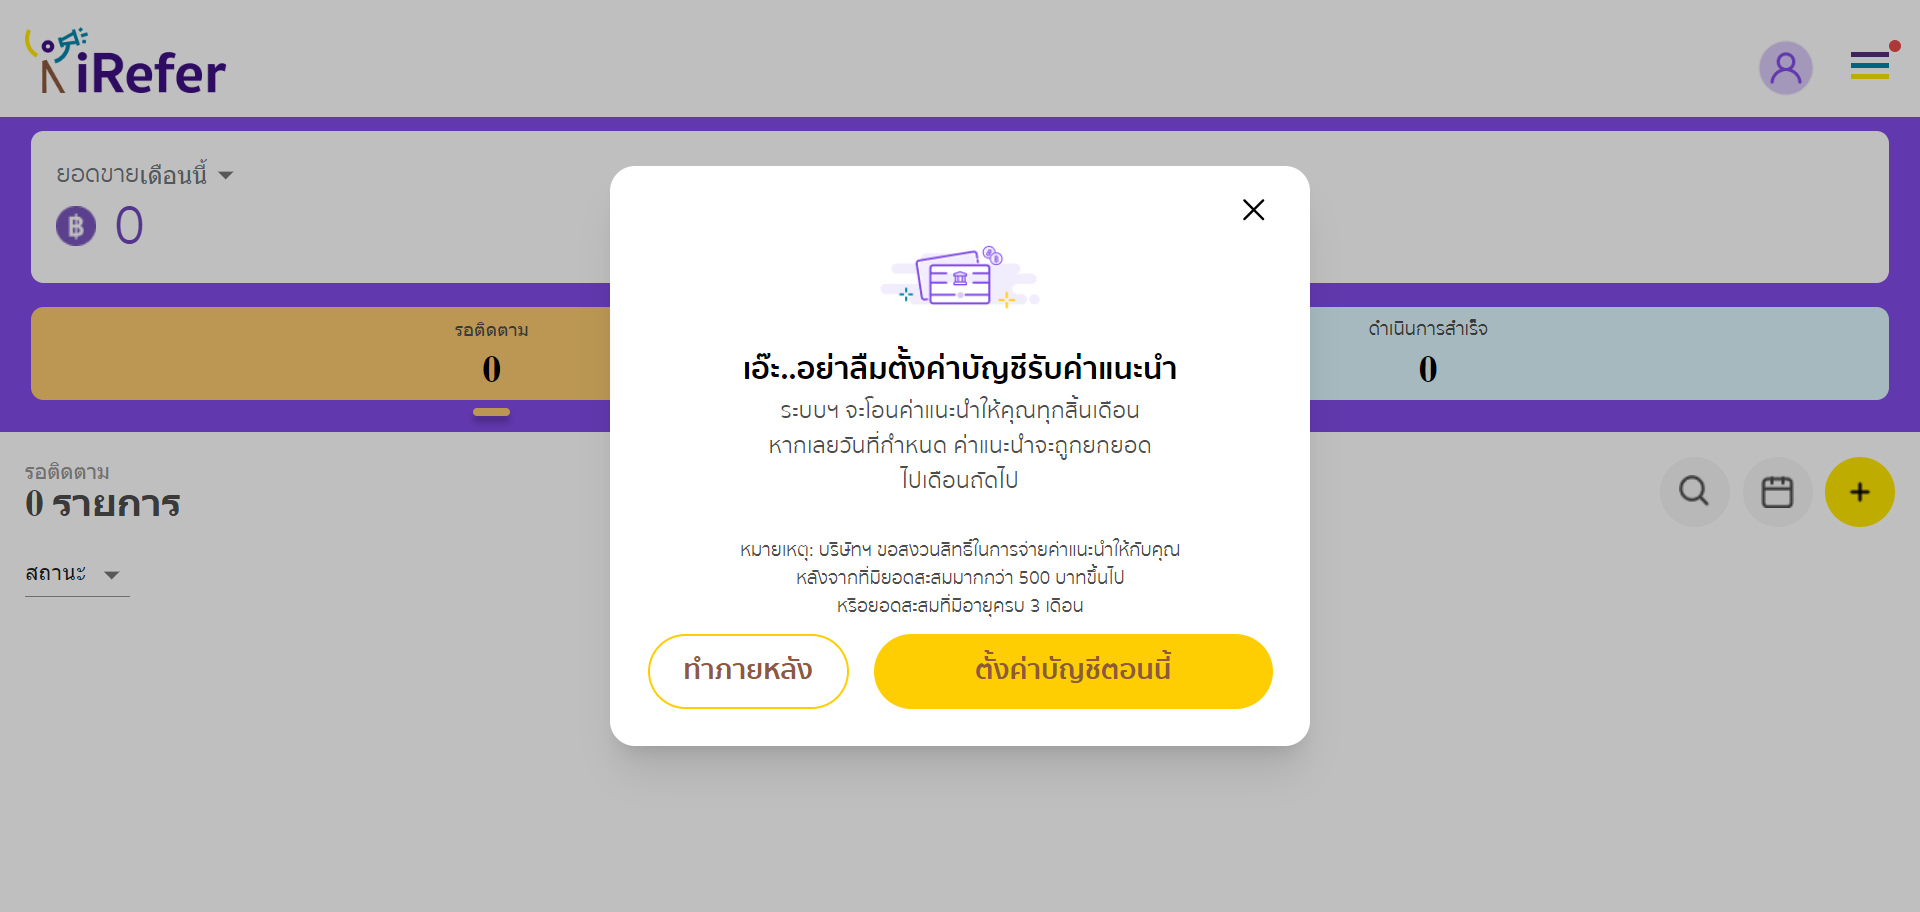 iRefer
ยอดขายเดือนนี้
฿ 0
รอติดตาม
0
ดำเนินการสำเร็จ
0
เอ๊ะ..อย่าลืมตั้งค่าบัญชีรับค่าแนะนำ
ระบบฯ จะโอนค่าแนะนำให้คุณทุกสิ้นเดือน
หากเลยวันที่กำหนด ค่าแนะนำจะถูกยกยอด
ไปเดือนถัดไป
หมายเหตุ: บริษัทฯ ขอสงวนสิทธิ์ในการจ่ายค่าแนะนำให้กับคุณ
หลังจากที่มียอดสะสมมากกว่า 500 บาทขึ้นไป
หรือยอดสะสมที่มีอายุครบ 3 เดือน
ทำภายหลัง
ตั้งค่าบัญชีตอนนี้
รอติดตาม
0 รายการ
สถานะ